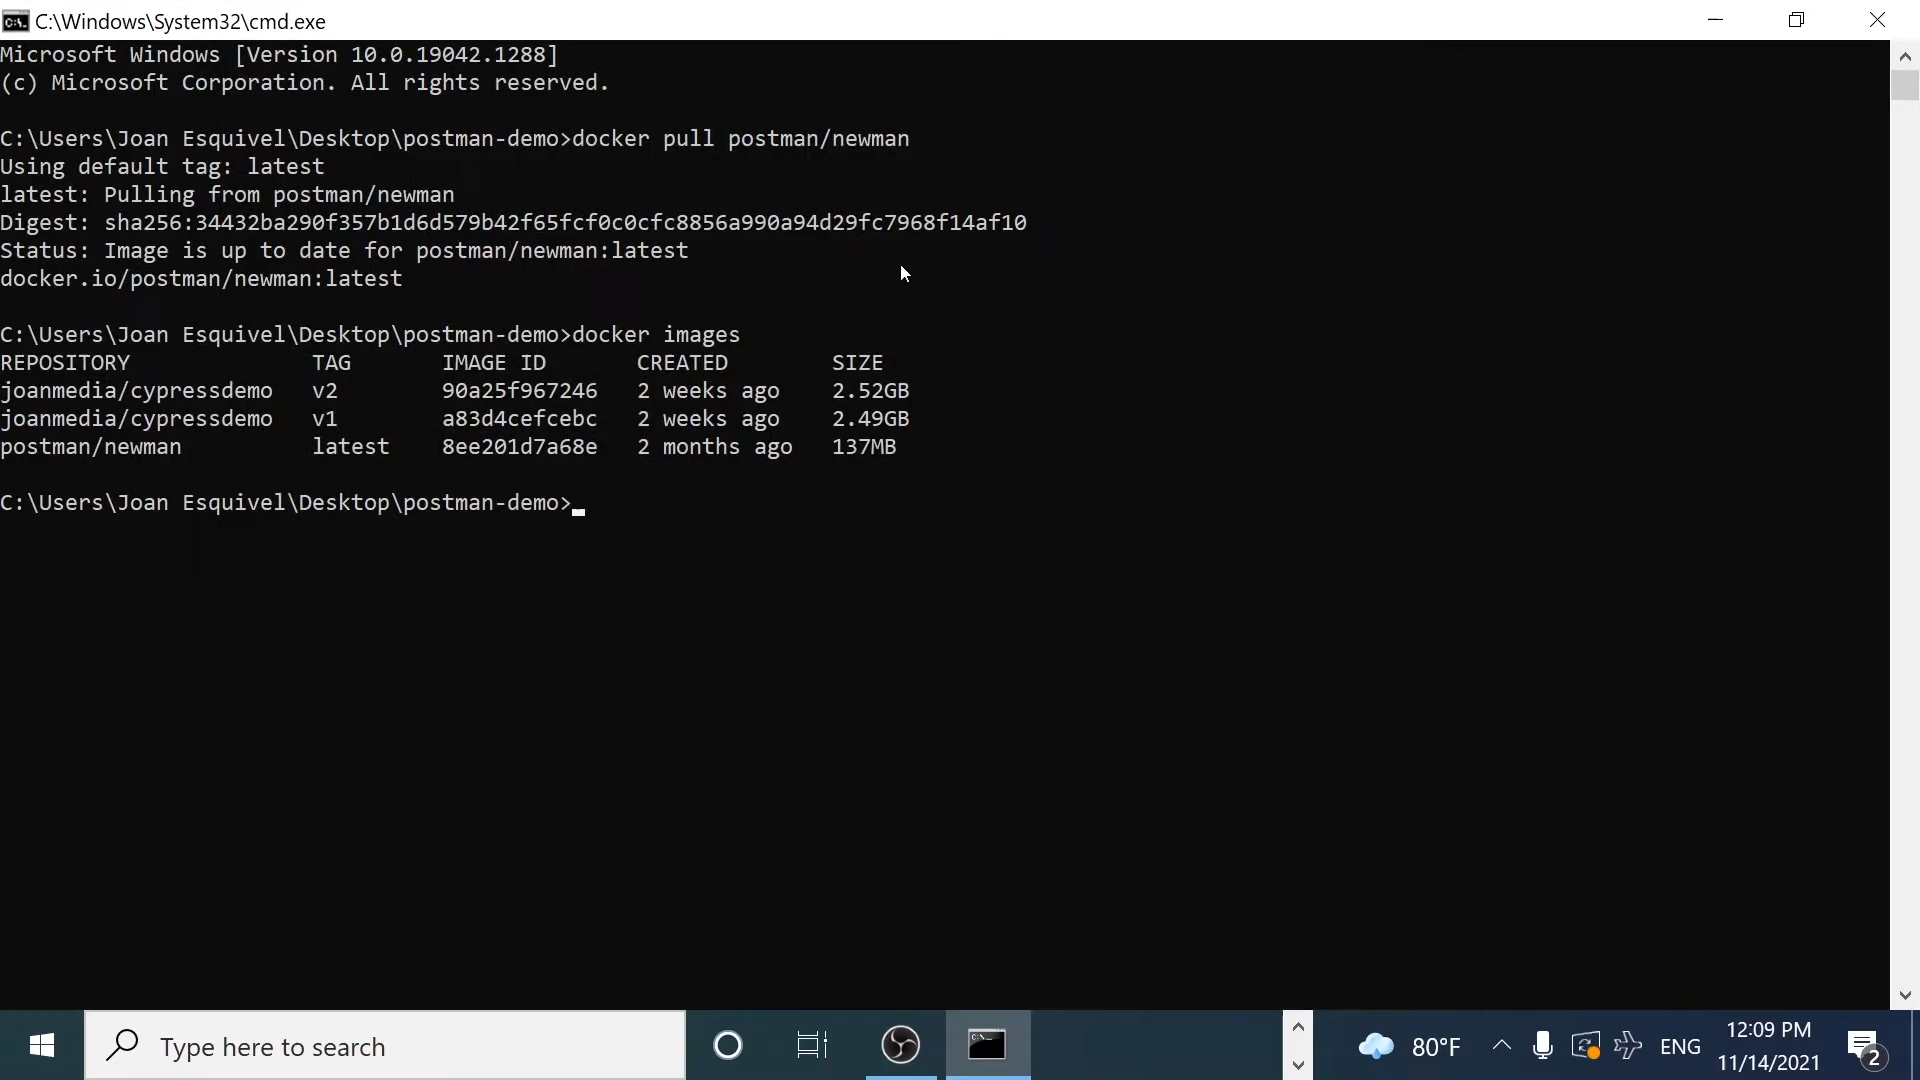 C:\Windows\System32\cmd.exe
Microsoft Windows [Version 10.0.19042.1288]
(c) Microsoft Corporation. All rights reserved.
C:\Users\Joan Esquivel\Desktop\postman-demo>docker pull postman/newman
Using default tag: latest
latest: Pulling from postman/newman
Digest: sha256:34432ba290f357b1d6d579b42f65fcf0c0cfc8856a990a94d29fc7968f14af10
Status: Image is up to date for postman/newman:latest
docker.io/postman/newman:latest
C:\Users\Joan Esquivel\Desktop\postman-demo>docker images
REPOSITORY TAG IMAGE ID CREATED SIZE
joanmedia/cypressdemo v2 90a25f967246 2 weeks ago 2.52GB
joanmedia/cypressdemo v1 a83d4cefcebc 2 weeks ago 2.49GB
postman/newman latest 8ee201d7a68e 2 months ago 137MB
C:\Users\Joan Esquivel\Desktop\postman-demo>
Type here to search
80°F
ENG
12:09 PM
11/14/2021
2